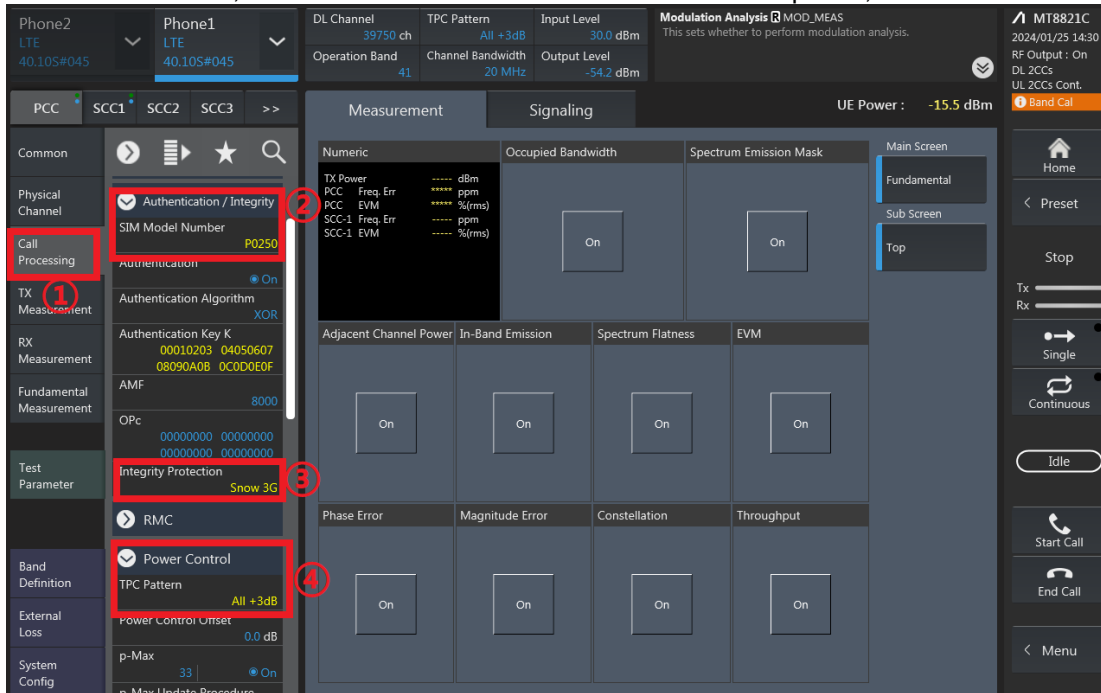 Phone2
LTE
40.10S#045
Phone1
LTE
40.10S#045
DL Channel
39750 ch
TPC Pattern
All +3dB
Input Level
30.0 dBm
Operation Band
41
Channel Bandwidth
20 MHz
Output Level
-54.2 dBm
Modulation Analysis R MOD_MEAS
This sets whether to perform modulation analysis.
MT8821C
2024/01/25 14:30
RF Output : On
DL 2CCs
UL 2CCs Cont.
Band Cal
PCC
SCC1
SCC2
SCC3
>>
Measurement
Signaling
UE Power : -15.5 dBm
Common
Physical
Channel
Call
Processing
①
TX
Measurement
RX
Measurement
Fundamental
Measurement
Test
Parameter
Band
Definition
External
Loss
System
Config
Authentication / Integrity
②
SIM Model Number
P0250
Authentication
On
Authentication Algorithm
XOR
Authentication Key K
00010203 04050607
08090A0B 0C0D0E0F
AMF
8000
OPc
00000000 00000000
00000000 00000000
Integrity Protection
Snow 3G
③
RMC
Power Control
④
TPC Pattern
All +3dB
Power Control Offset
0.0 dB
p-Max
33
On
p-Max Update Procedure
Numeric
TX Power ----- dBm
PCC Freq. Err ***** ppm
PCC EVM ***** %(rms)
SCC-1 Freq. Err ----- ppm
SCC-1 EVM ----- %(rms)
Occupied Bandwidth
On
Spectrum Emission Mask
On
Adjacent Channel Power
On
In-Band Emission
On
Spectrum Flatness
On
EVM
On
Phase Error
On
Magnitude Error
On
Constellation
On
Throughput
On
Main Screen
Fundamental
Sub Screen
Top
Home
< Preset
Stop
Tx
Rx
Single
Continuous
Idle
Start Call
End Call
< Menu